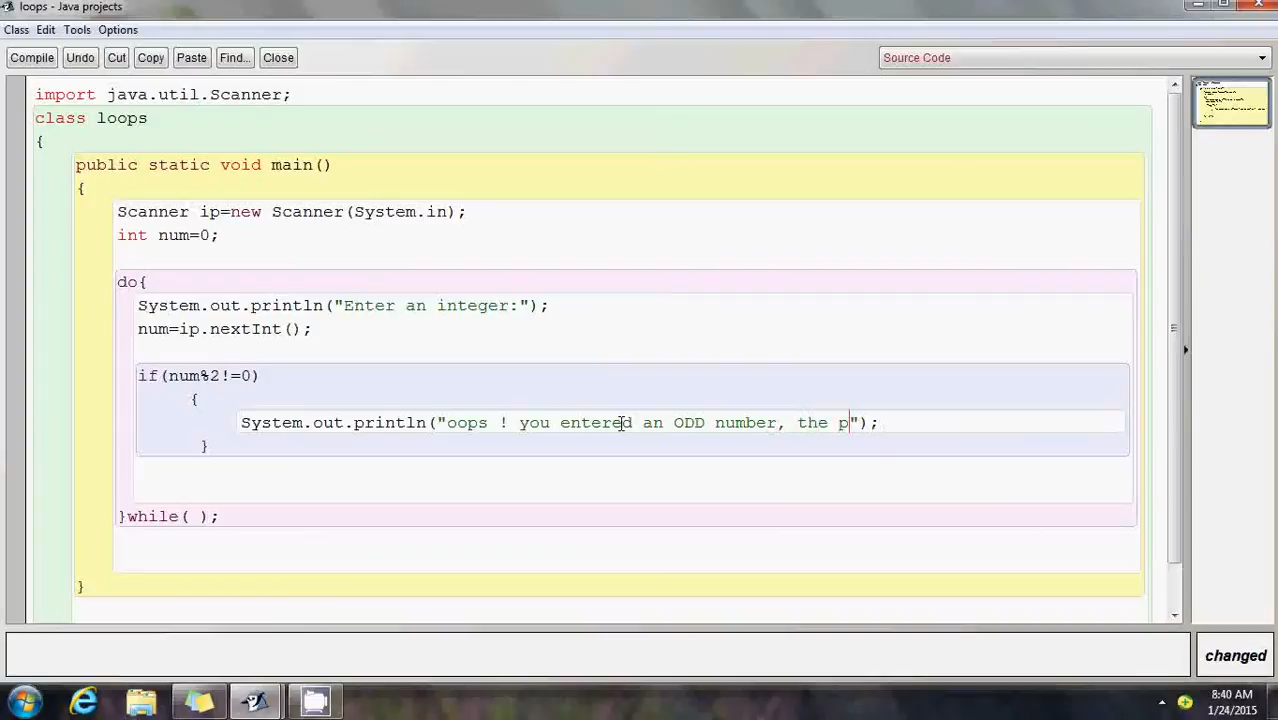 loops - Java projects
Class Edit Tools Options
Compile Undo Cut Copy Paste Find... Close Source Code
import java.util.Scanner;
class loops
{
public static void main()
{
Scanner ip=new Scanner(System.in);
int num=0;
do{
System.out.println("Enter an integer:");
num=ip.nextInt();
if(num%2!=0)
{
System.out.println("oops ! you entered an ODD number, the p");
}
}while( );
}
changed
8:40 AM
1/24/2015